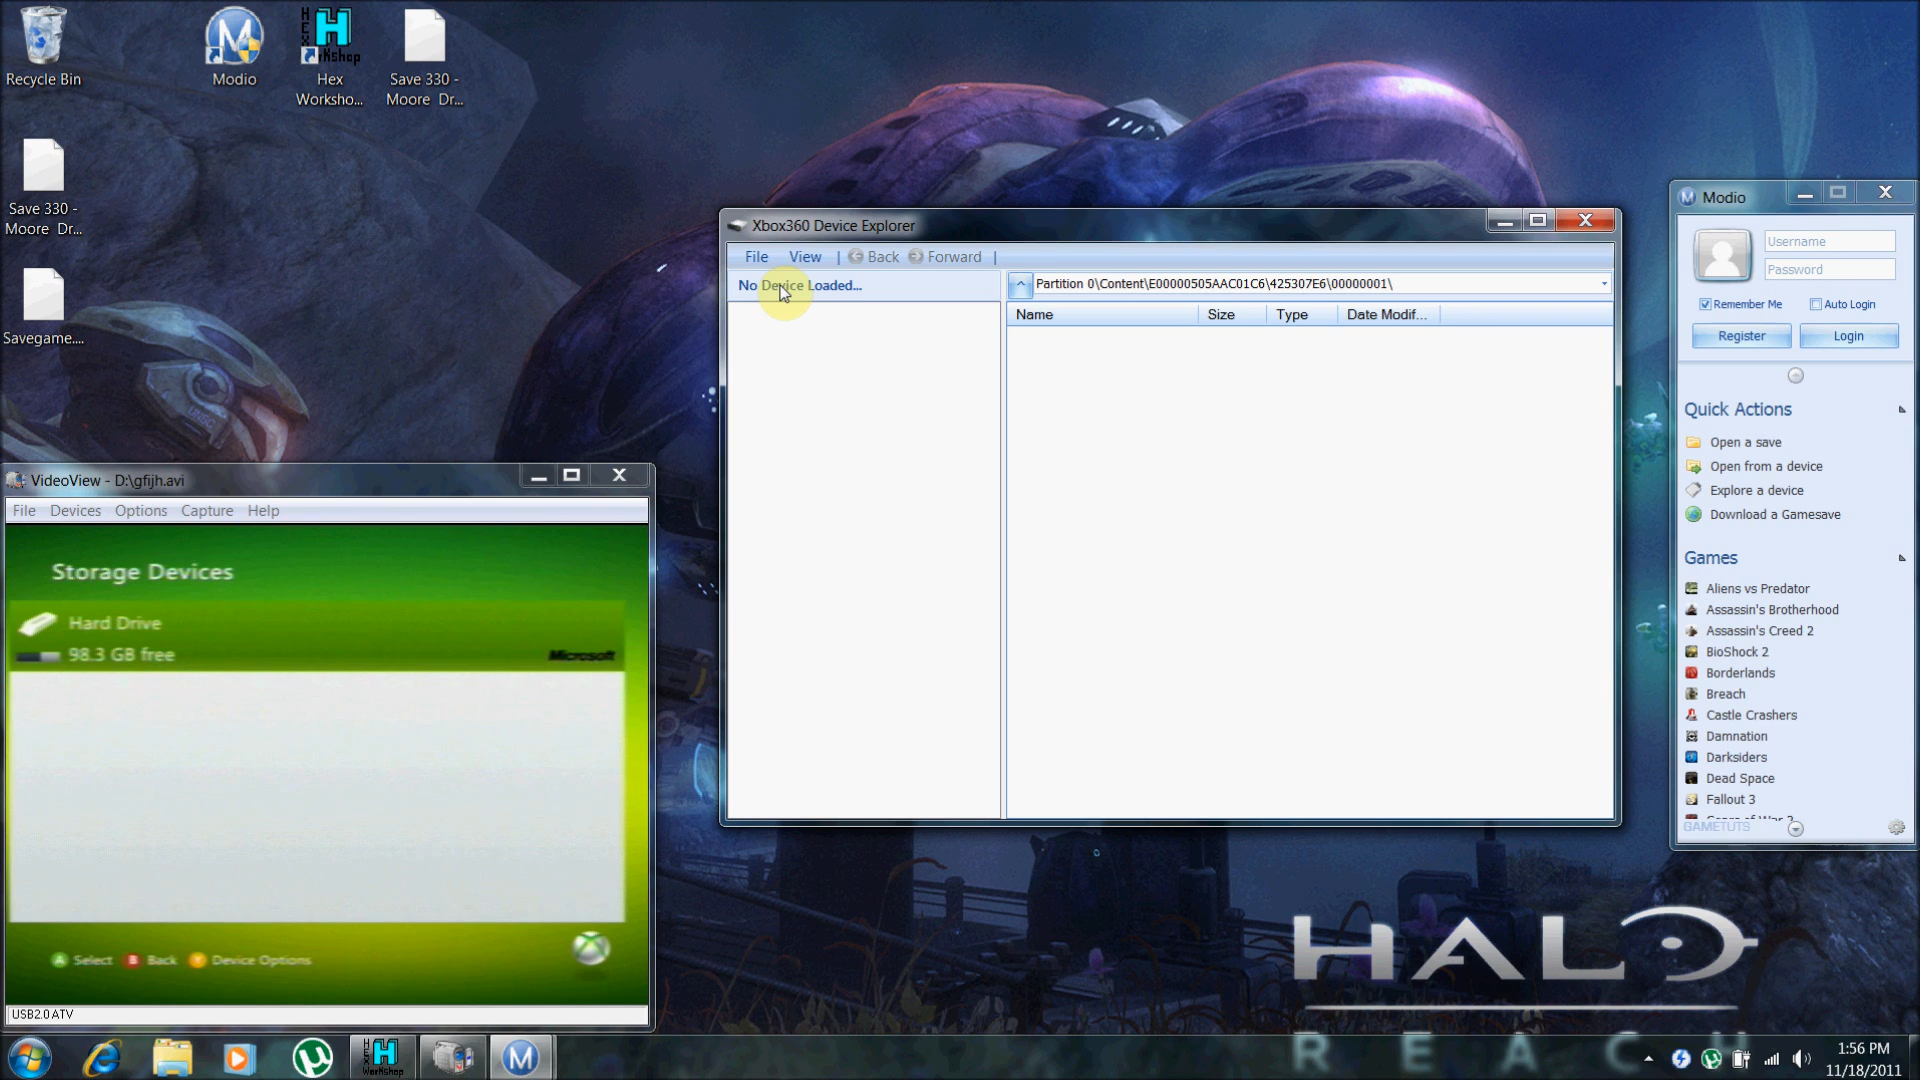 Recycle Bin
Modio
Hex
Worksho...
Save 330 -
Moore Dr...
Save 330 -
Moore Dr...
Savegame....
Xbox360 Device Explorer
File View | Back Forward |
No Device Loaded...
Partition 0\Content\E00000505AAC01C6\425307E6\00000001\
Name Size Type Date Modif...
Modio
Username
Password
Remember Me Auto Login
Register Login
Quick Actions
Open a save
Open from a device
Explore a device
Download a Gamesave
Games
Aliens vs Predator
Assassin's Brotherhood
Assassin's Creed 2
BioShock 2
Borderlands
Breach
Castle Crashers
Damnation
Darksiders
Dead Space
Fallout 3
GAMETUTS
VideoView - D:\gfijh.avi
File Devices Options Capture Help
Storage Devices
Hard Drive
98.3 GB free
Microsoft
A Select B Back Y Device Options
USB2.0 ATV
HALO
REACH
1:56 PM
11/18/2011